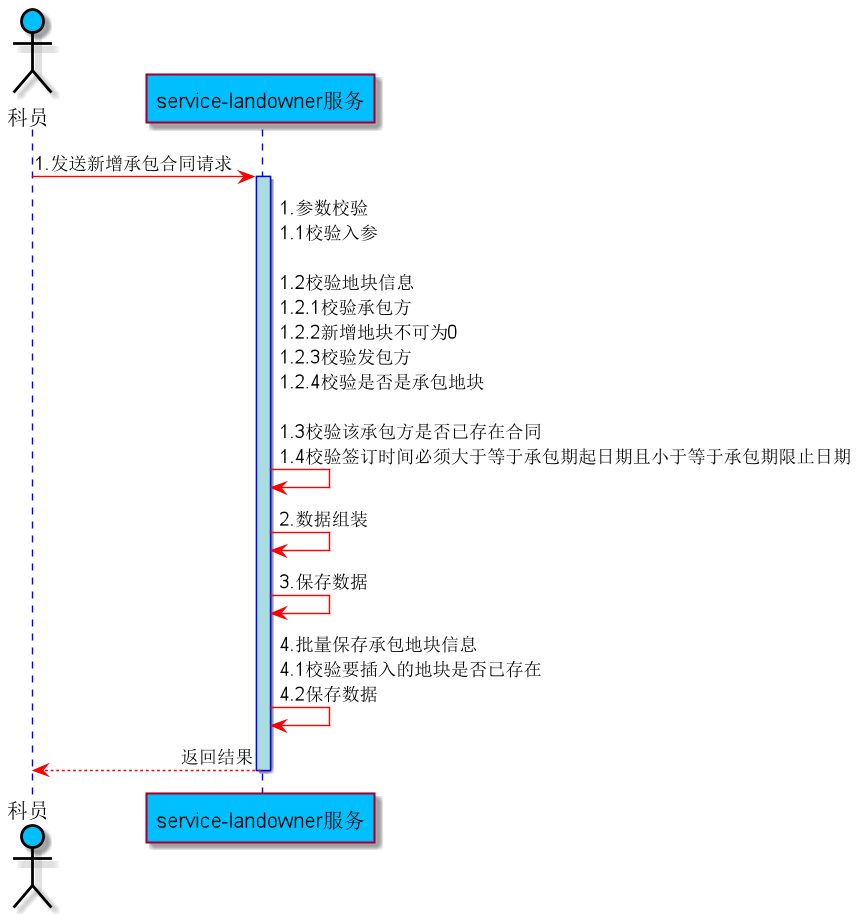 科员
service-landowner服务
1.发送新增承包合同请求
1.参数校验
1.1校验入参
1.2校验地块信息
1.2.1校验承包方
1.2.2新增地块不可为0
1.2.3校验发包方
1.2.4校验是否是承包地块
1.3校验该承包方是否已存在合同
1.4校验签订时间必须大于等于承包期起日期且小于等于承包期限止日期
2.数据组装
3.保存数据
4.批量保存承包地块信息
4.1校验要插入的地块是否已存在
4.2保存数据
返回结果
科员
service-landowner服务